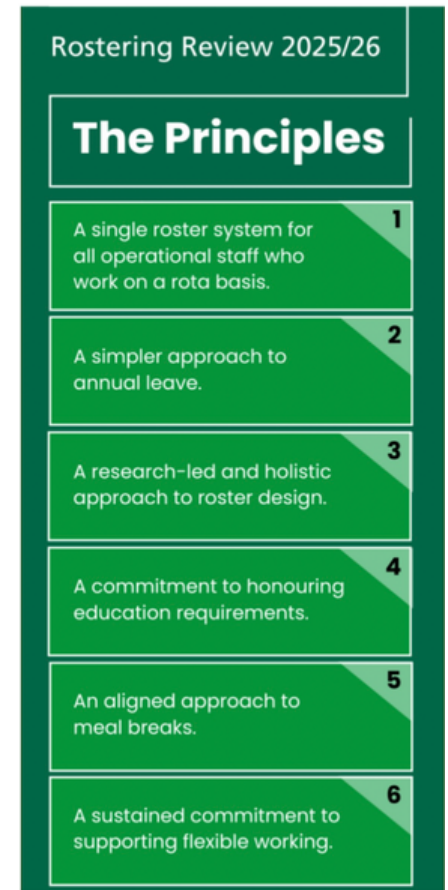 Rostering Review 2025/26
The Principles
1
A single roster system for
all operational staff who
work on a rota basis.
2
A simpler approach to
annual leave.
3
A research-led and holistic
approach to roster design.
4
A commitment to honouring
education requirements.
5
An aligned approach to
meal breaks.
6
A sustained commitment to
supporting flexible working.